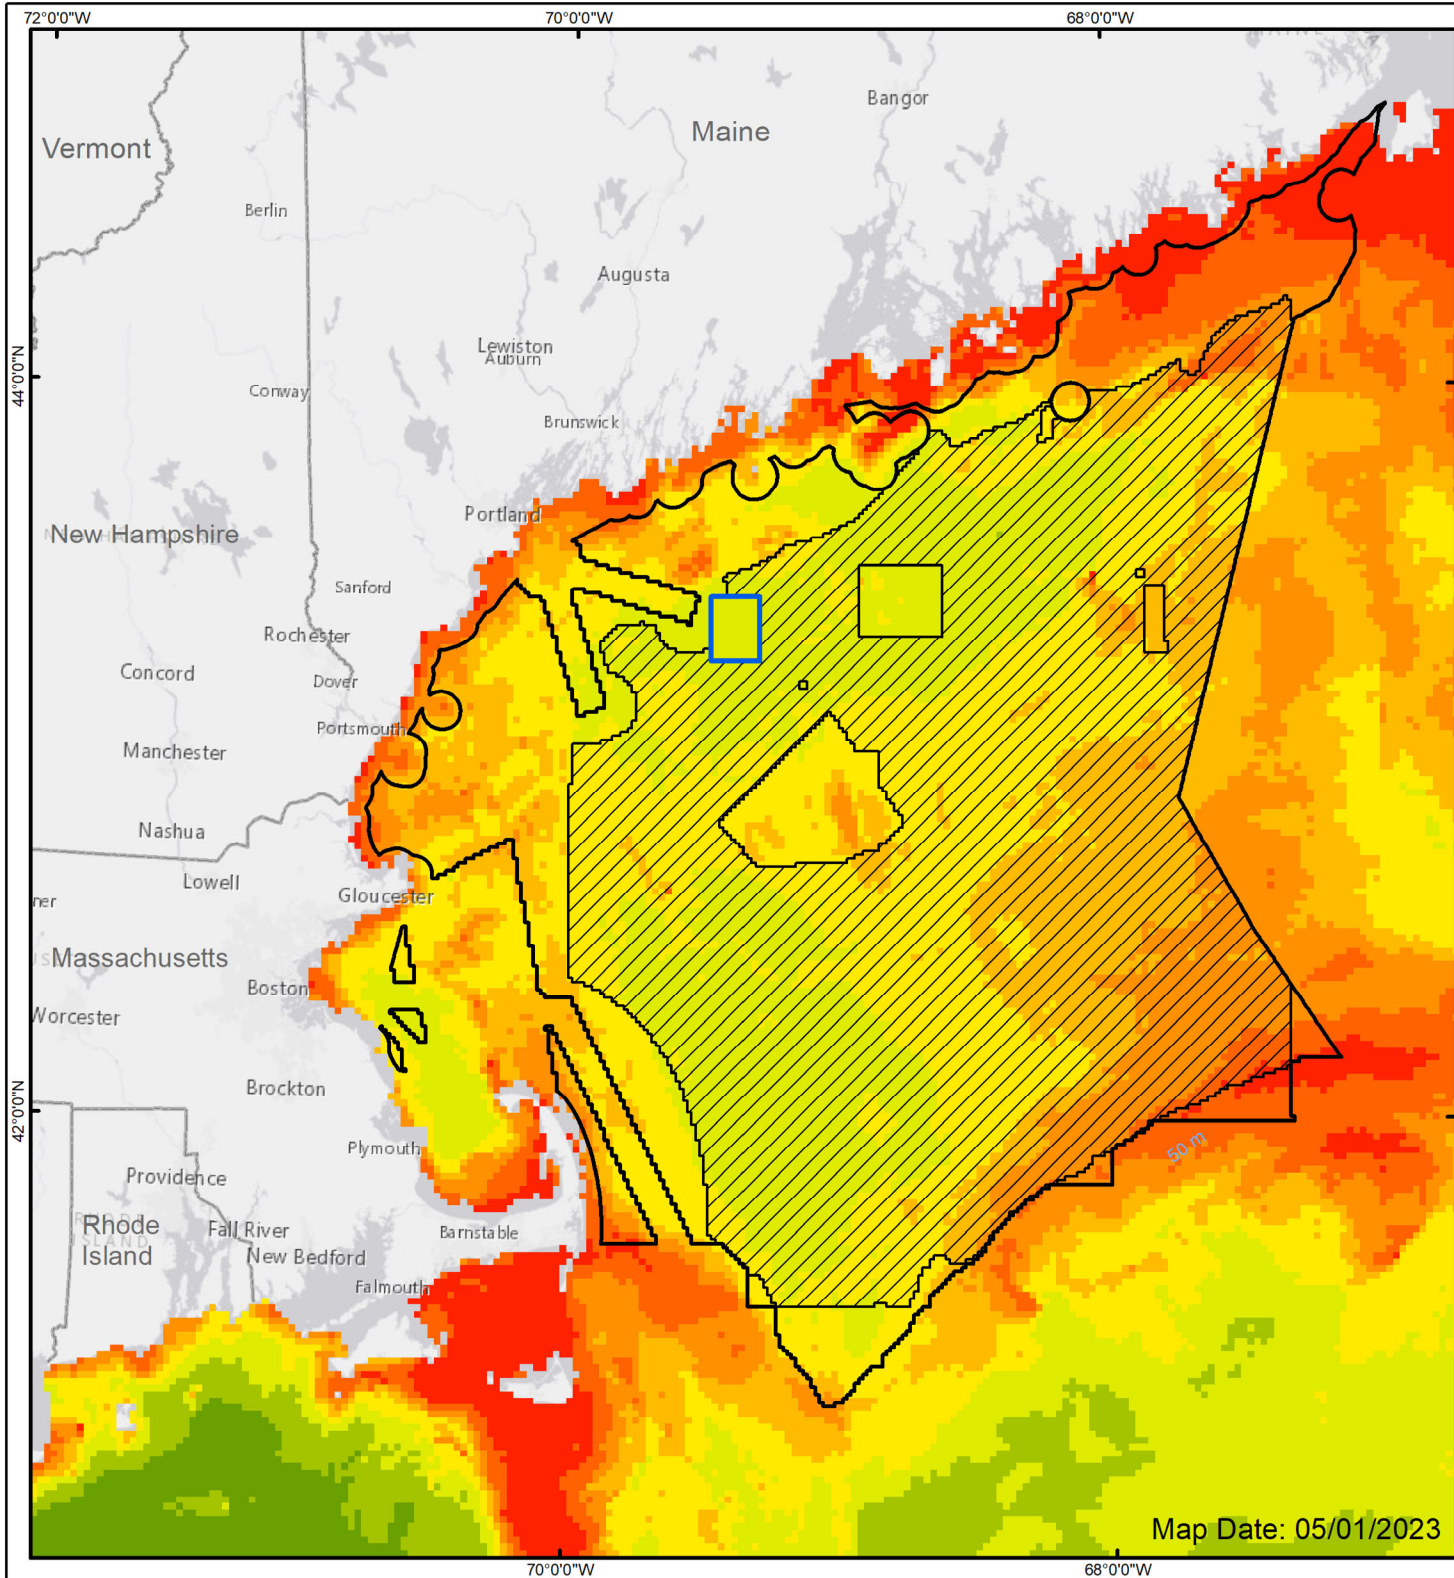 72°0'0"W 70°0'0"W 68°0'0"W
Bangor
Maine
Vermont
Berlin
Augusta
Lewiston
Auburn
44°0'0"N
Conway
Brunswick
Portland
New Hampshire
Sanford
Rochester
Concord
Dover
Portsmouth
Manchester
Nashua
Lowell
Gloucester
ner
Massachusetts
Boston
Worcester
Brockton
42°0'0"N
Plymouth
50 m
Providence
Rhode
Island
Fall River
Barnstable
New Bedford
Falmouth
Map Date: 05/01/2023
70°0'0"W 68°0'0"W